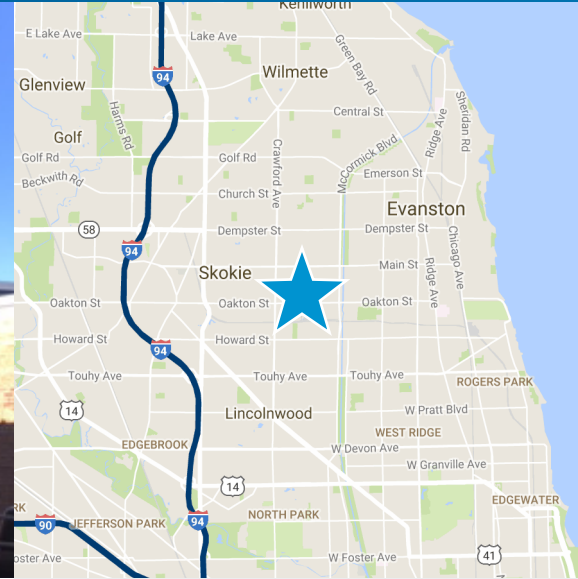 Kenilworth
E Lake Ave
Lake Ave
Green Bay Rd
94
Wilmette
Glenview
Harms Rd
Central St
Sheridan Rd
Ridge Ave
Golf
Crawford Ave
McCormick Blvd
Golf Rd
Golf Rd
Beckwith Rd
Emerson St
Church St
Evanston
58
Dempster St
Dempster St
94
Chicago Ave
Main St
Skokie
Ridge Ave
Oakton St
Oakton St
Oakton St
Howard St
Howard St
94
Touhy Ave
Touhy Ave
Touhy Ave
ROGERS PARK
14
Lincolnwood
W Pratt Blvd
WEST RIDGE
EDGEBROOK
W Devon Ave
W Granville Ave
14
EDGEWATER
RK
NORTH PARK
90
JEFFERSON PARK
94
oster Ave
W Foster Ave
41